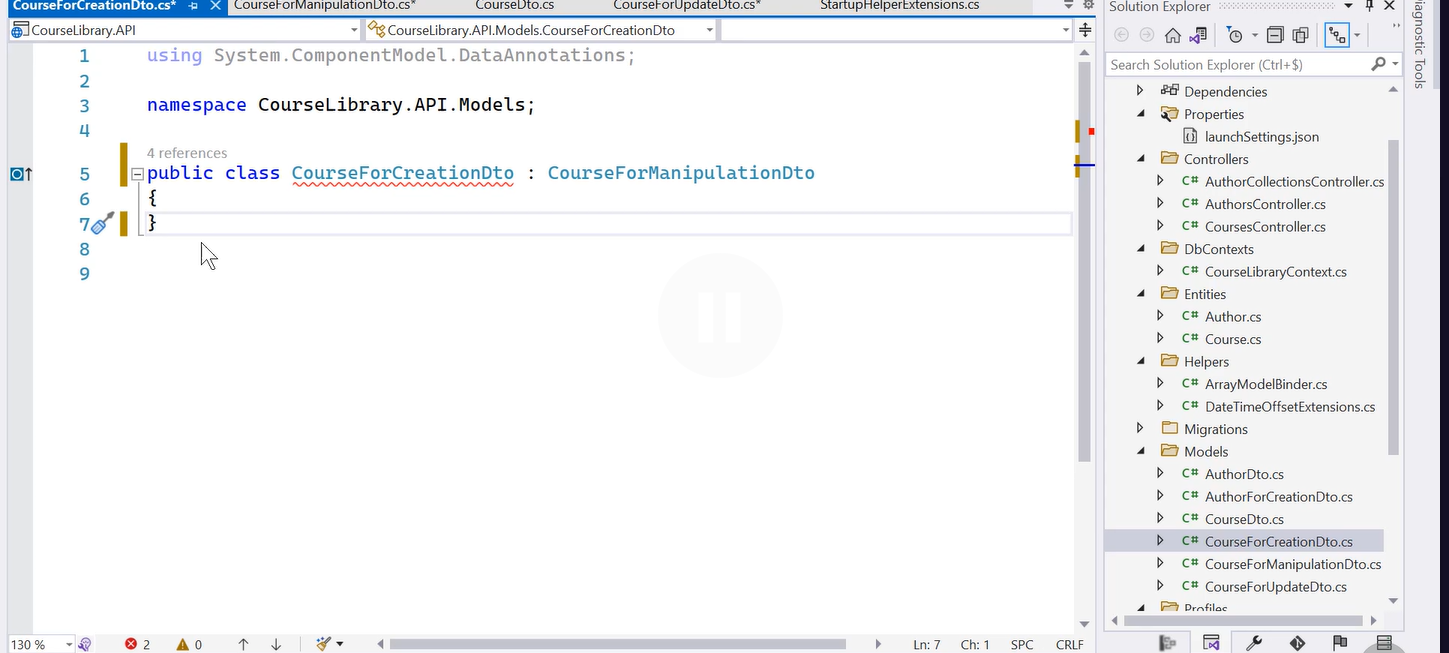 CourseForCreationDto.cs*
CourseForManipulationDto.cs*
CourseDto.cs
CourseForUpdateDto.cs*
StartupHelperExtensions.cs
CourseLibrary.API
CourseLibrary.API.Models.CourseForCreationDto
1 using System.ComponentModel.DataAnnotations;
2
3 namespace CourseLibrary.API.Models;
4
4 references
5 public class CourseForCreationDto : CourseForManipulationDto
6 {
7 }
8
9
130 %
2
0
Ln: 7
Ch: 1
SPC
CRLF
Solution Explorer
Search Solution Explorer (Ctrl+$)
Dependencies
Properties
launchSettings.json
Controllers
C# AuthorCollectionsController.cs
C# AuthorsController.cs
C# CoursesController.cs
DbContexts
C# CourseLibraryContext.cs
Entities
C# Author.cs
C# Course.cs
Helpers
C# ArrayModelBinder.cs
C# DateTimeOffsetExtensions.cs
Migrations
Models
C# AuthorDto.cs
C# AuthorForCreationDto.cs
C# CourseDto.cs
C# CourseForCreationDto.cs
C# CourseForManipulationDto.cs
C# CourseForUpdateDto.cs
Profiles
Diagnostic Tools